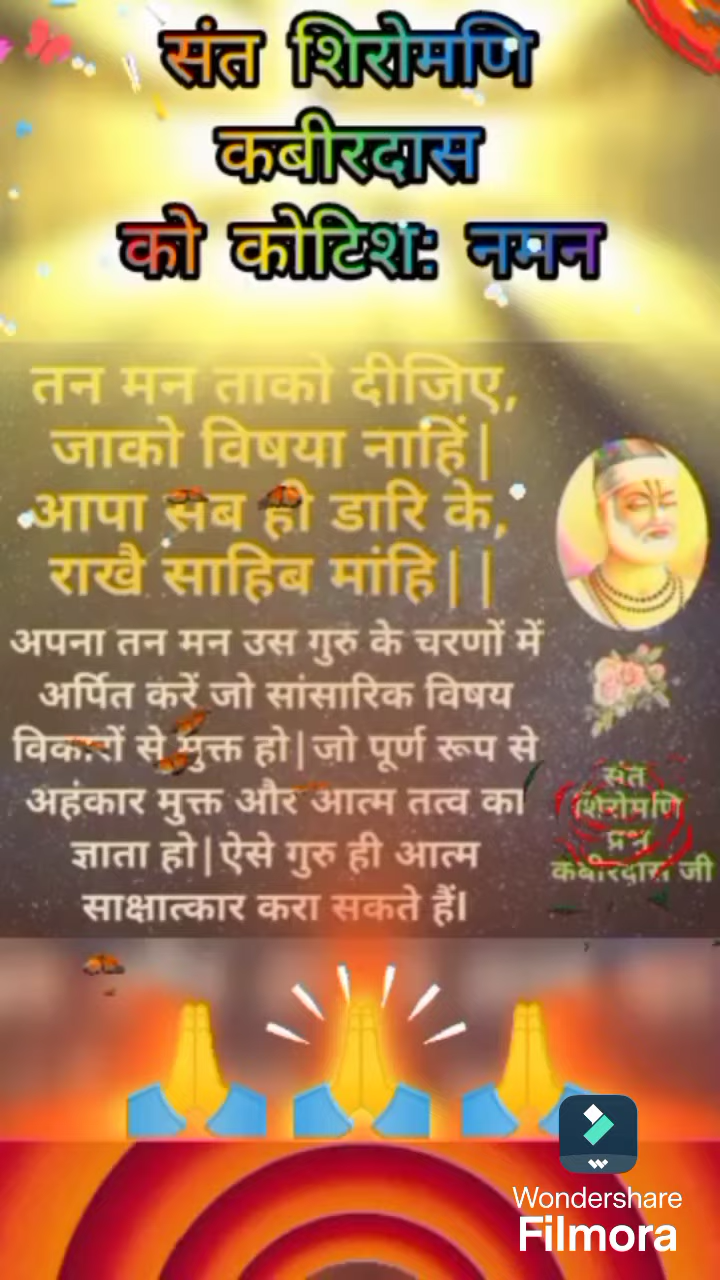 संत शिरोमणि
कबीरदास
को कोटिश: नमन
तन मन ताको दीजिए,
जाको विषया नाहिं|
आपा सब ही डारि के,
राखै साहिब मांहि||
अपना तन मन उस गुरु के चरणों में
अर्पित करें जो सांसारिक विषय
विकारों से मुक्त हो|जो पूर्ण रूप से
अहंकार मुक्त और आत्म तत्व का
ज्ञाता हो|ऐसे गुरु ही आत्म
साक्षात्कार करा सकते हैं।
संत
शिरोमणि
प्रभु
कबीरदास जी
Wondershare
Filmora